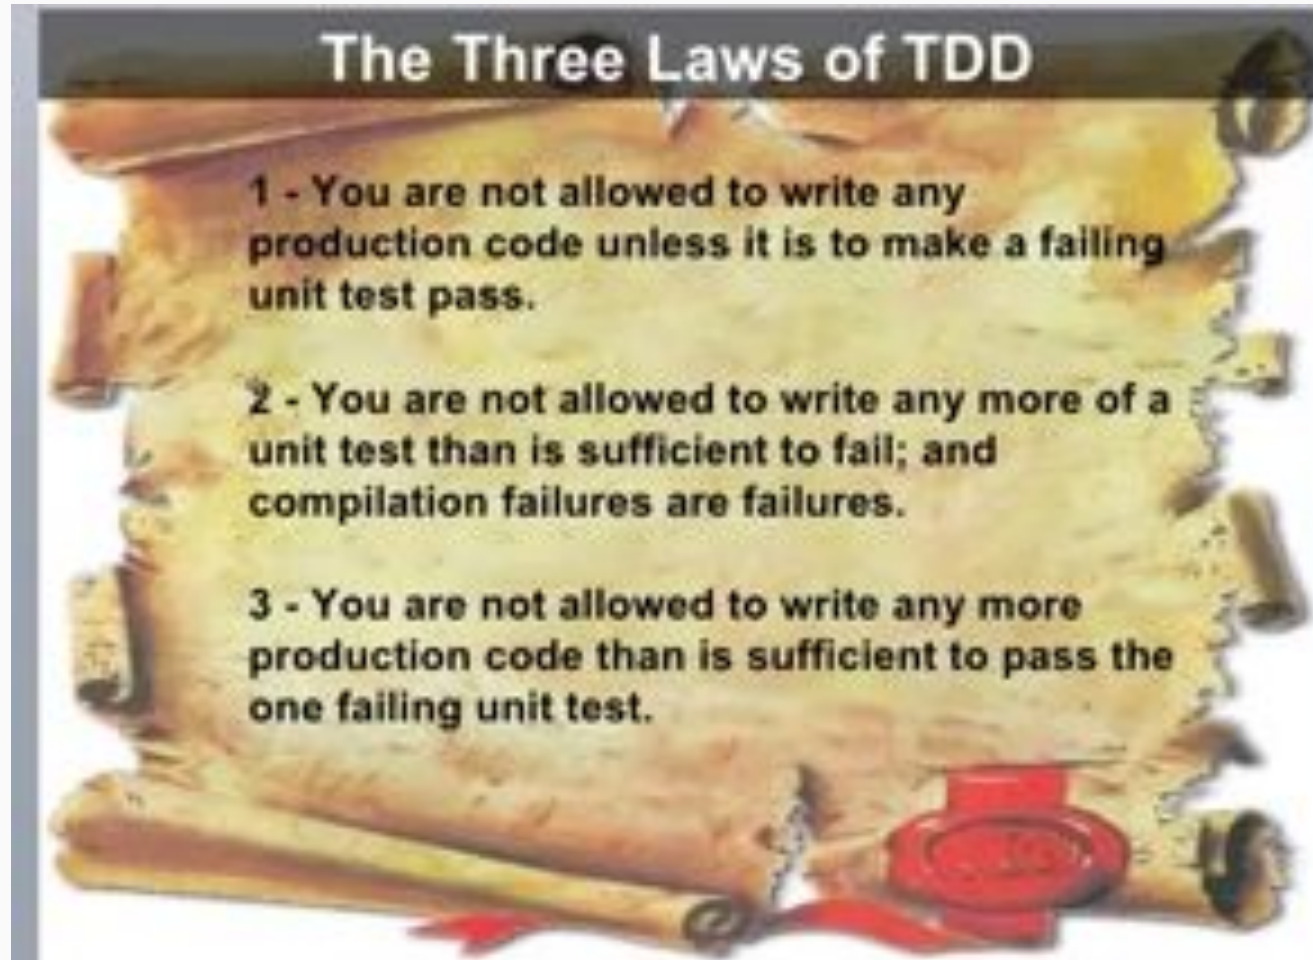 The Three Laws of TDD
1 - You are not allowed to write any
production code unless it is to make a failing
unit test pass.
2 - You are not allowed to write any more of a
unit test than is sufficient to fail; and
compilation failures are failures.
3 - You are not allowed to write any more
production code than is sufficient to pass the
one failing unit test.